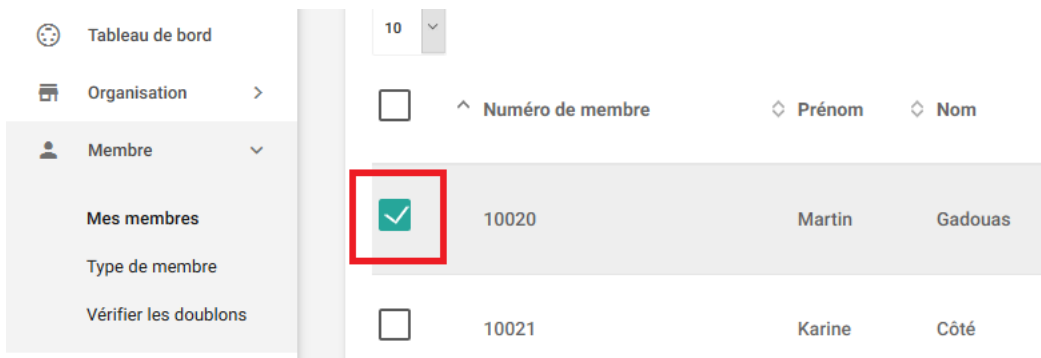 Tableau de bord
Organisation
Membre
Mes membres
Type de membre
Vérifier les doublons
10
Numéro de membre Prénom Nom
10020 Martin Gadouas
10021 Karine Côté